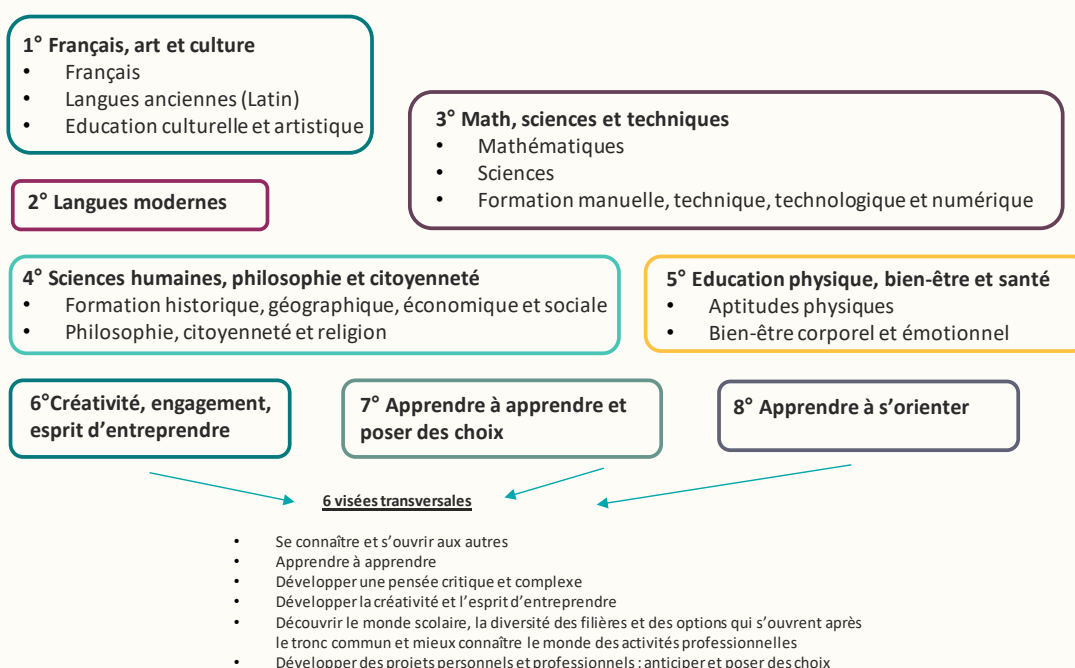 1° Français, art et culture
• Français
• Langues anciennes (Latin)
• Education culturelle et artistique
2° Langues modernes
3° Math, sciences et techniques
• Mathématiques
• Sciences
• Formation manuelle, technique, technologique et numérique
4° Sciences humaines, philosophie et citoyenneté
• Formation historique, géographique, économique et sociale
• Philosophie, citoyenneté et religion
5° Education physique, bien-être et santé
• Aptitudes physiques
• Bien-être corporel et émotionnel
6°Créativité, engagement,
esprit d’entreprendre
7° Apprendre à apprendre et
poser des choix
8° Apprendre à s’orienter
6 visées transversales
• Se connaître et s’ouvrir aux autres
• Apprendre à apprendre
• Développer une pensée critique et complexe
• Développer la créativité et l’esprit d’entreprendre
• Découvrir le monde scolaire, la diversité des filières et des options qui s’ouvrent après
le tronc commun et mieux connaître le monde des activités professionnelles
• Développer des projets personnels et professionnels : anticiper et poser des choix